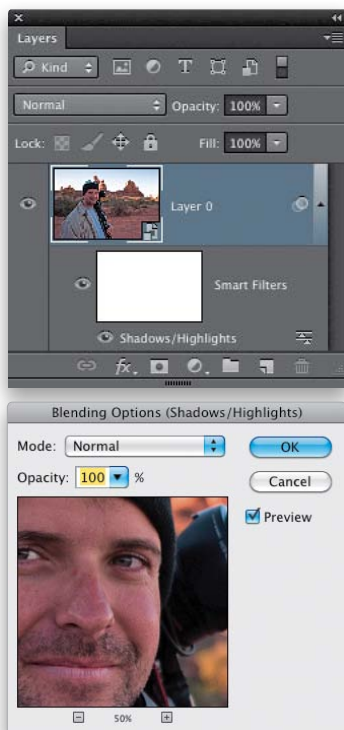 Layers
Kind
Normal Opacity: 100%
Lock: Fill: 100%
Layer 0
Smart Filters
Shadows/Highlights
fx
Blending Options (Shadows/Highlights)
Mode: Normal OK
Opacity: 100 % Cancel
Preview
50%